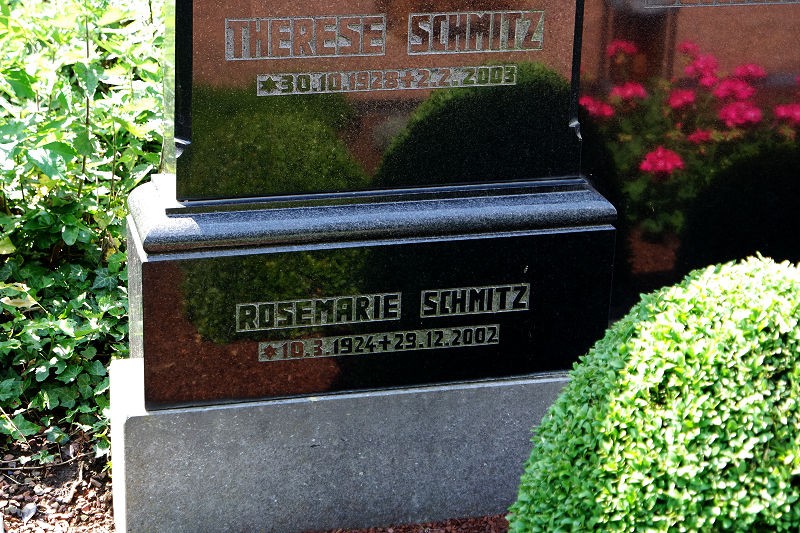 THERESE SCHMITZ
✶30.10.1928+2.2.2003
ROSEMARIE SCHMITZ
✶10.3.1924+29.12.2002